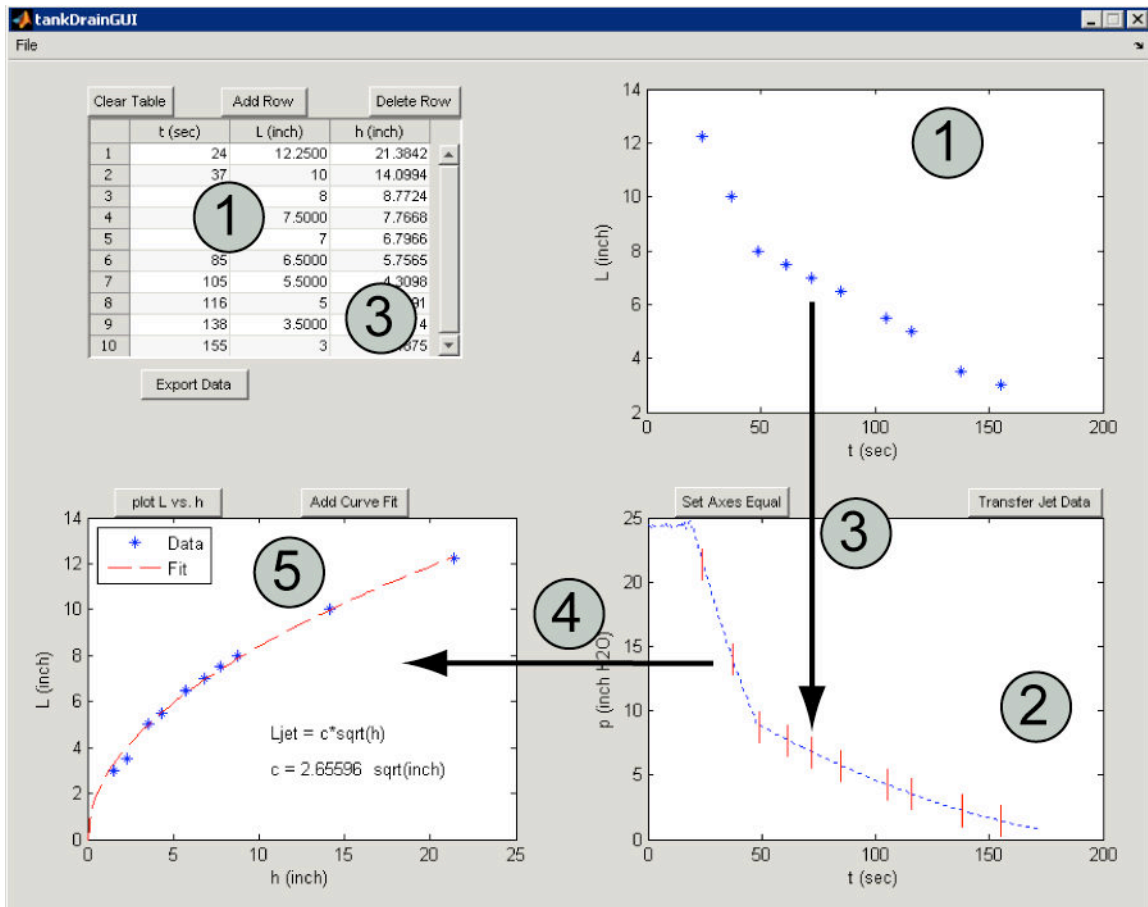 tankDrainGUI
File
Clear Table Add Row Delete Row
t (sec) L (inch) h (inch)
1 24 12.2500 21.3842
2 37 10 14.0994
3 8 8.7724
4 7.5000 7.7668
5 7 6.7966
6 85 6.5000 5.7565
7 105 5.5000 4.3098
8 116 5
9 138 3.5000 4
10 155 3
1
3
Export Data
14
12
10
8
6
4
2
L (inch)
0 50 100 150 200
t (sec)
1
plot L vs. h Add Curve Fit
14
12
10
8
6
4
2
0
L (inch)
Data
Fit
5
Ljet = c*sqrt(h)
c = 2.65596 sqrt(inch)
0 5 10 15 20 25
h (inch)
4
3
Set Axes Equal Transfer Jet Data
25
20
15
10
5
0
p (inch H2O)
2
0 50 100 150 200
t (sec)